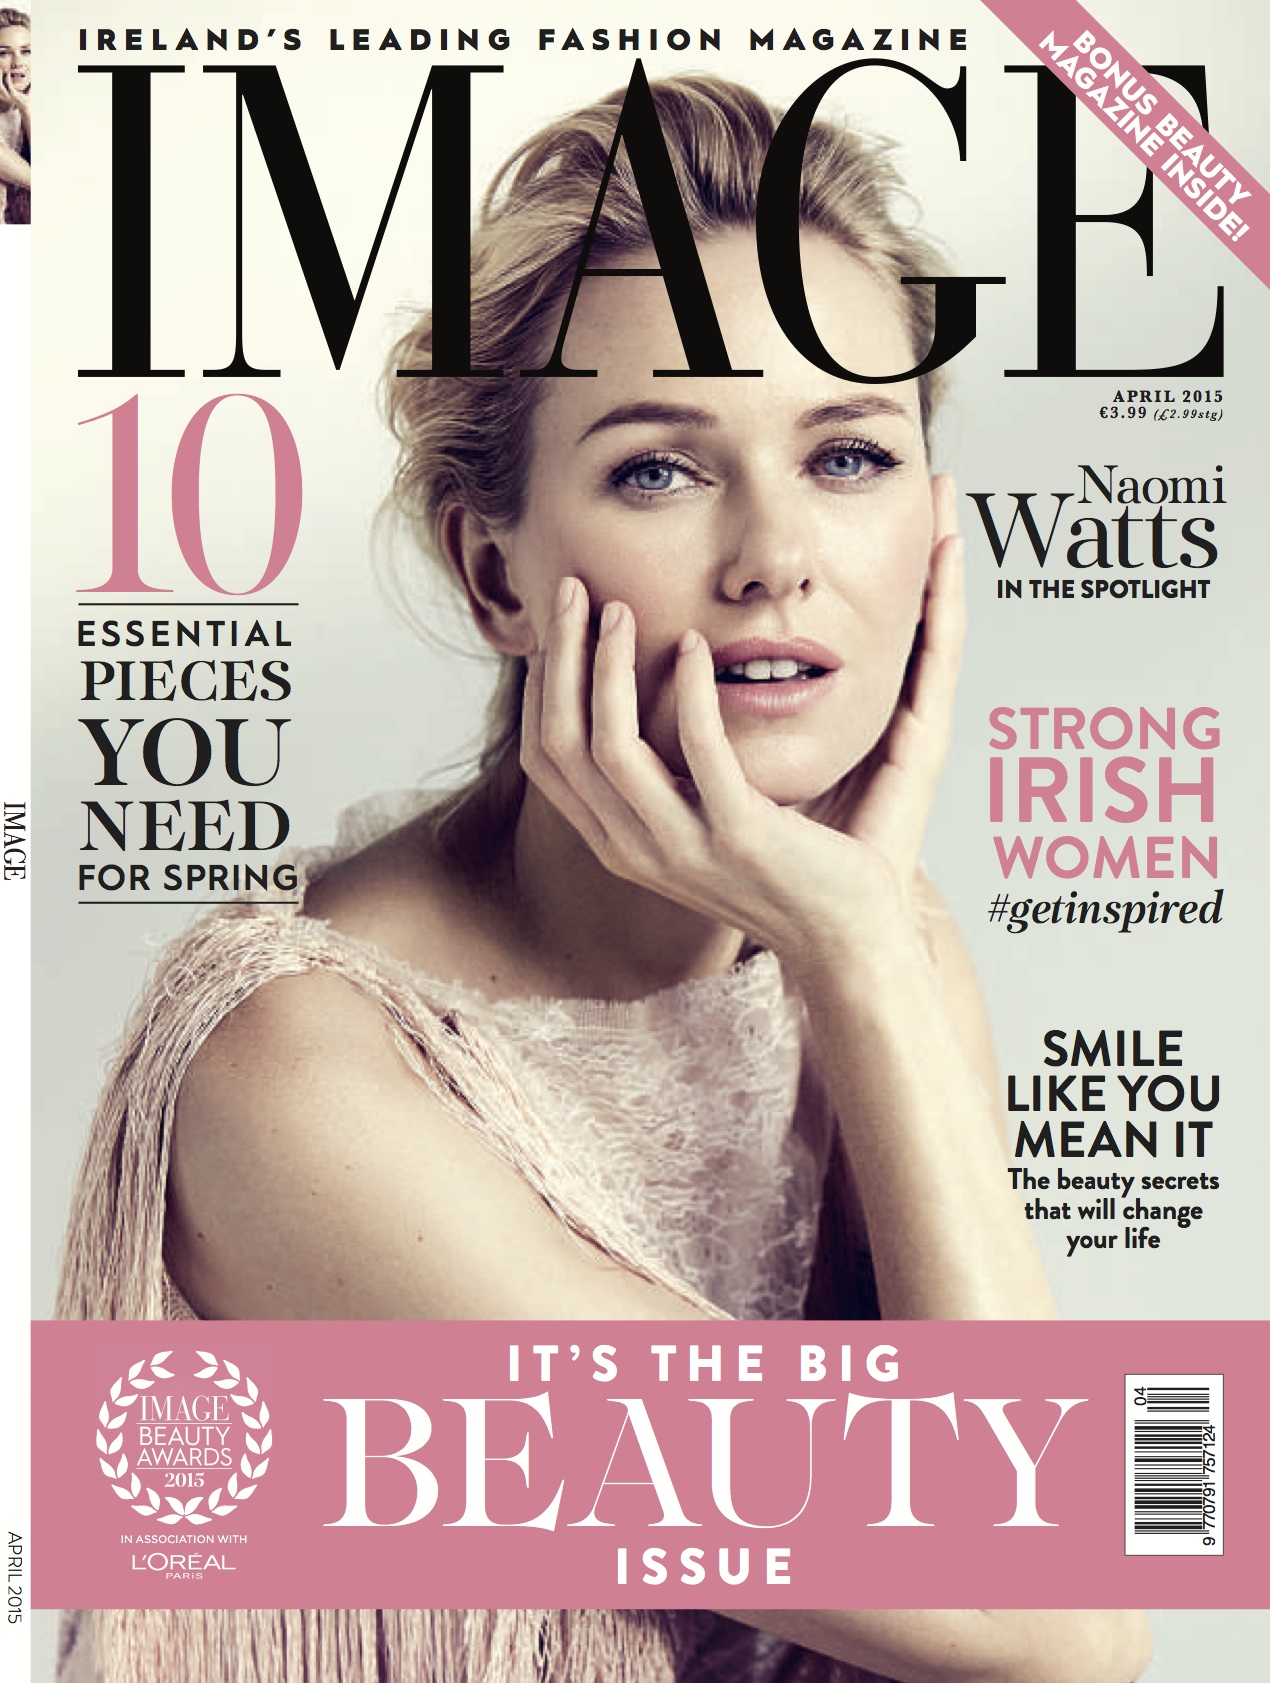 IRELAND'S LEADING FASHION MAGAZINE
IMAGE
BONUS BEAUTY
MAGAZINE INSIDE!
APRIL 2015
€3.99 (£2.99stg)
10
ESSENTIAL
PIECES
YOU
NEED
FOR SPRING
Naomi
Watts
IN THE SPOTLIGHT
STRONG
IRISH
WOMEN
#getinspired
SMILE
LIKE YOU
MEAN IT
The beauty secrets
that will change
your life
IT'S THE BIG
BEAUTY
ISSUE
IMAGE
BEAUTY
AWARDS
2015
IN ASSOCIATION WITH
L'ORÉAL
PARIS
04
9 770791 757124
IMAGE
APRIL 2015